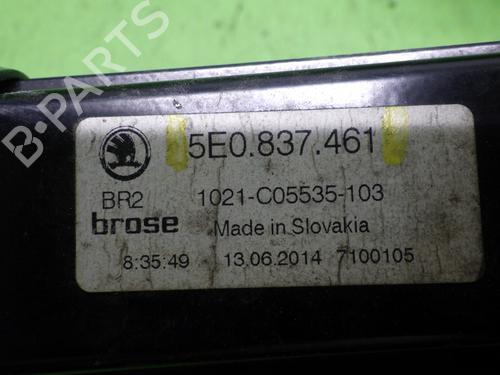 5E0.837.461
BR2
1021-C05535-103
brose
Made in Slovakia
8:35:49
13.06.2014
7100105
B-PARTS